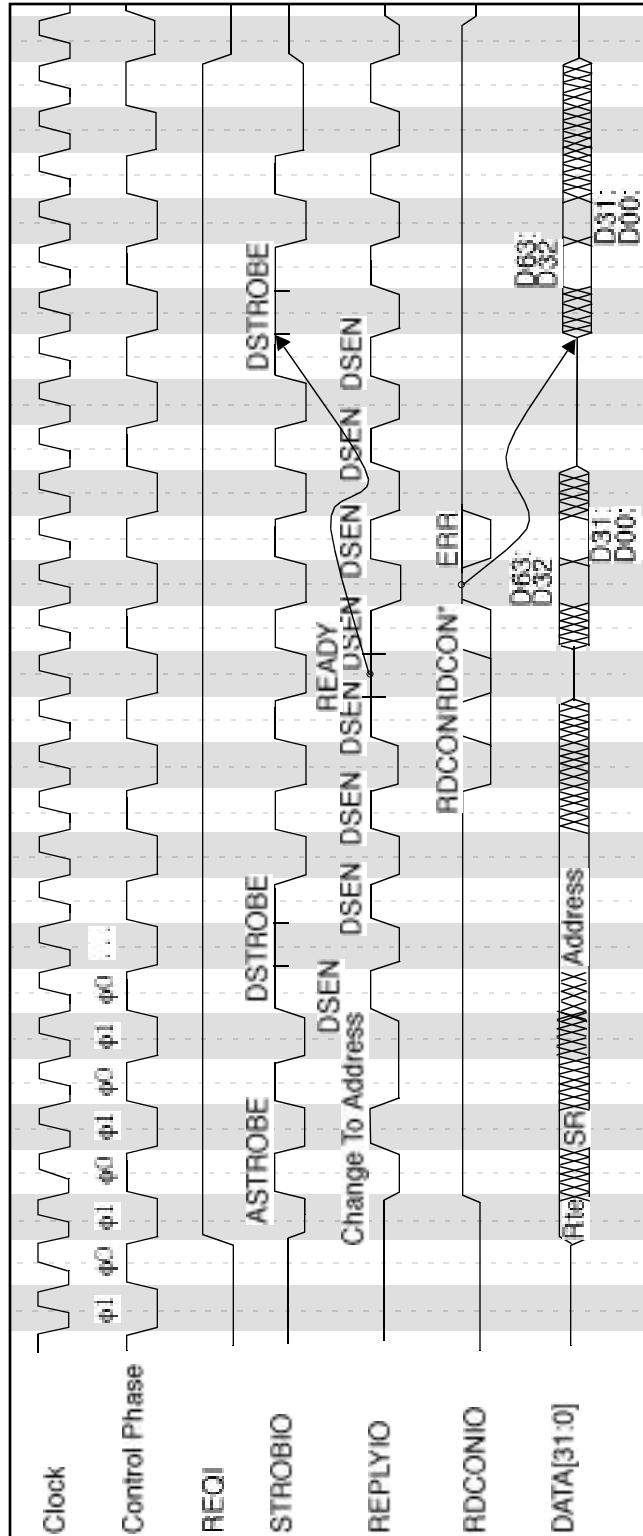 Clock
Control Phase
φ1 φ0 φ1 φ0 φ1 φ0 φ1 φ0 ...
REQI
STROBIO
ASTROBE DSTROBE DSTROBE
REPLYIO
Change To Address
DSEN DSEN DSEN DSEN DSEN DSEN DSEN DSEN
READY
RDCONIO
RDCON RDCON* ERR
DATA[31:0]
Rte SR Address
D63:
D32
D31:
D00:
D63:
D32
D31:
D00: